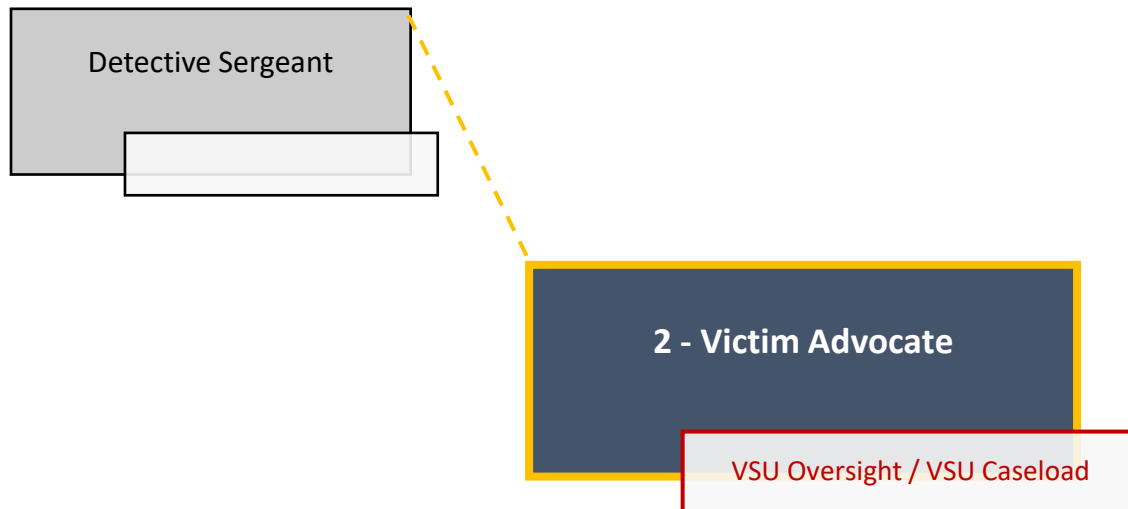 Detective Sergeant
2 - Victim Advocate
VSU Oversight / VSU Caseload